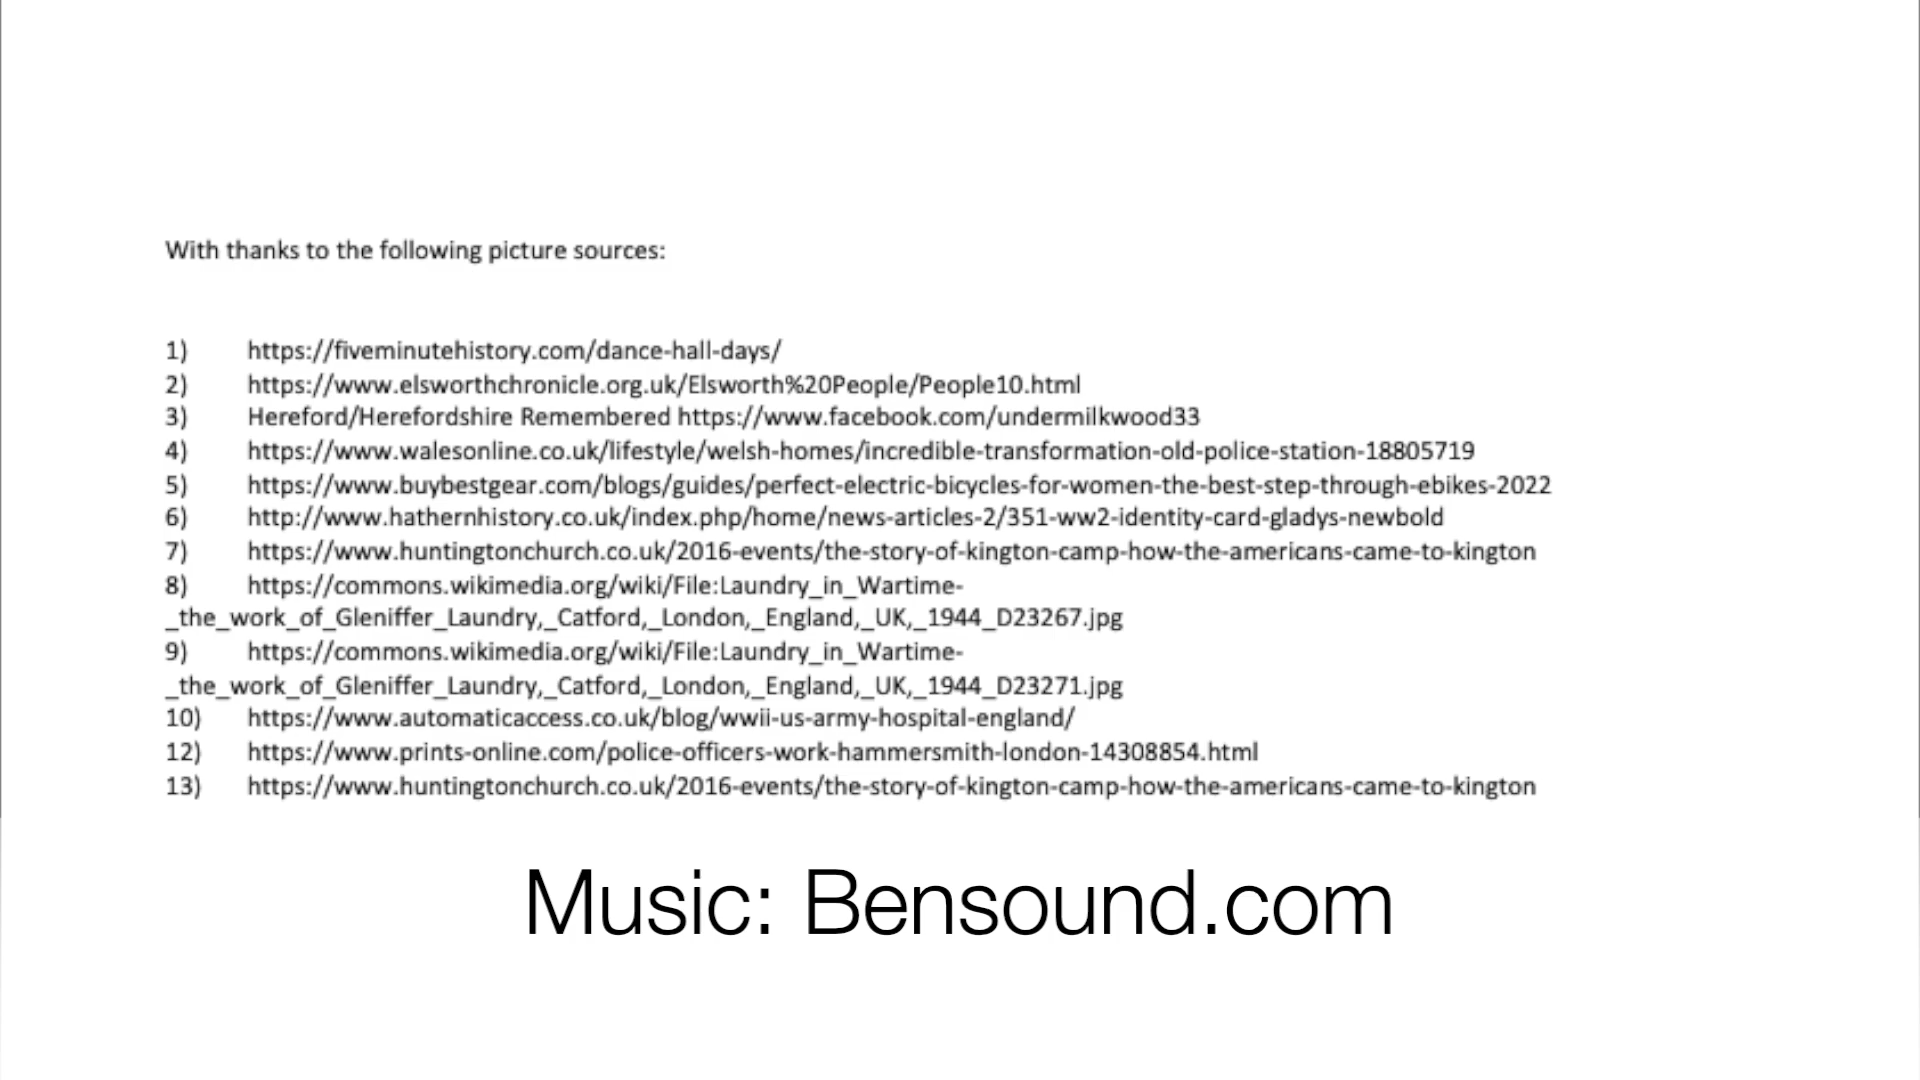 With thanks to the following picture sources:
1) https://fiveminutehistory.com/dance-hall-days/
2) https://www.elsworthchronicle.org.uk/Elsworth%20People/People10.html
3) Hereford/Herefordshire Remembered https://www.facebook.com/undermilkwood33
4) https://www.walesonline.co.uk/lifestyle/welsh-homes/incredible-transformation-old-police-station-18805719
5) https://www.buybestgear.com/blogs/guides/perfect-electric-bicycles-for-women-the-best-step-through-ebikes-2022
6) http://www.hathernhistory.co.uk/index.php/home/news-articles-2/351-ww2-identity-card-gladys-newbold
7) https://www.huntingtonchurch.co.uk/2016-events/the-story-of-kington-camp-how-the-americans-came-to-kington
8) https://commons.wikimedia.org/wiki/File:Laundry_in_Wartime-
_the_work_of_Gleniffer_Laundry,_Catford,_London,_England,_UK,_1944_D23267.jpg
9) https://commons.wikimedia.org/wiki/File:Laundry_in_Wartime-
_the_work_of_Gleniffer_Laundry,_Catford,_London,_England,_UK,_1944_D23271.jpg
10) https://www.automaticaccess.co.uk/blog/wwii-us-army-hospital-england/
12) https://www.prints-online.com/police-officers-work-hammersmith-london-14308854.html
13) https://www.huntingtonchurch.co.uk/2016-events/the-story-of-kington-camp-how-the-americans-came-to-kington
Music: Bensound.com